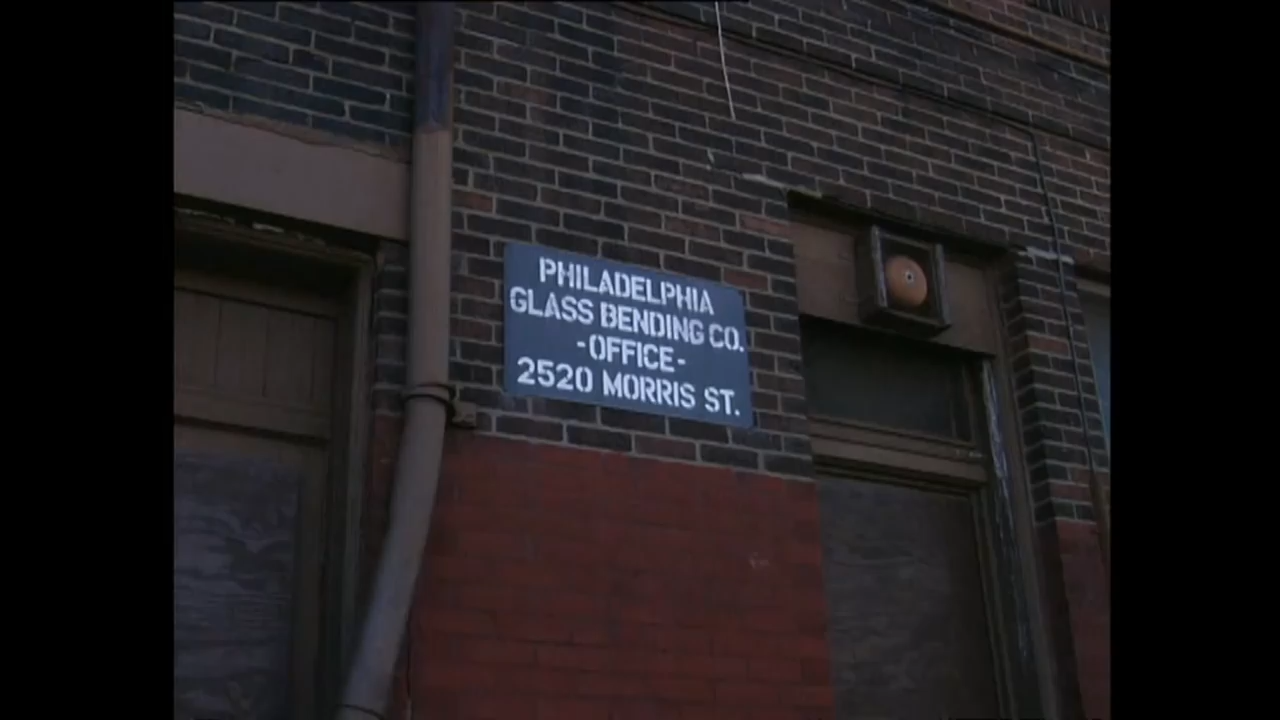 PHILADELPHIA
GLASS BENDING CO.
-OFFICE-
2520 MORRIS ST.